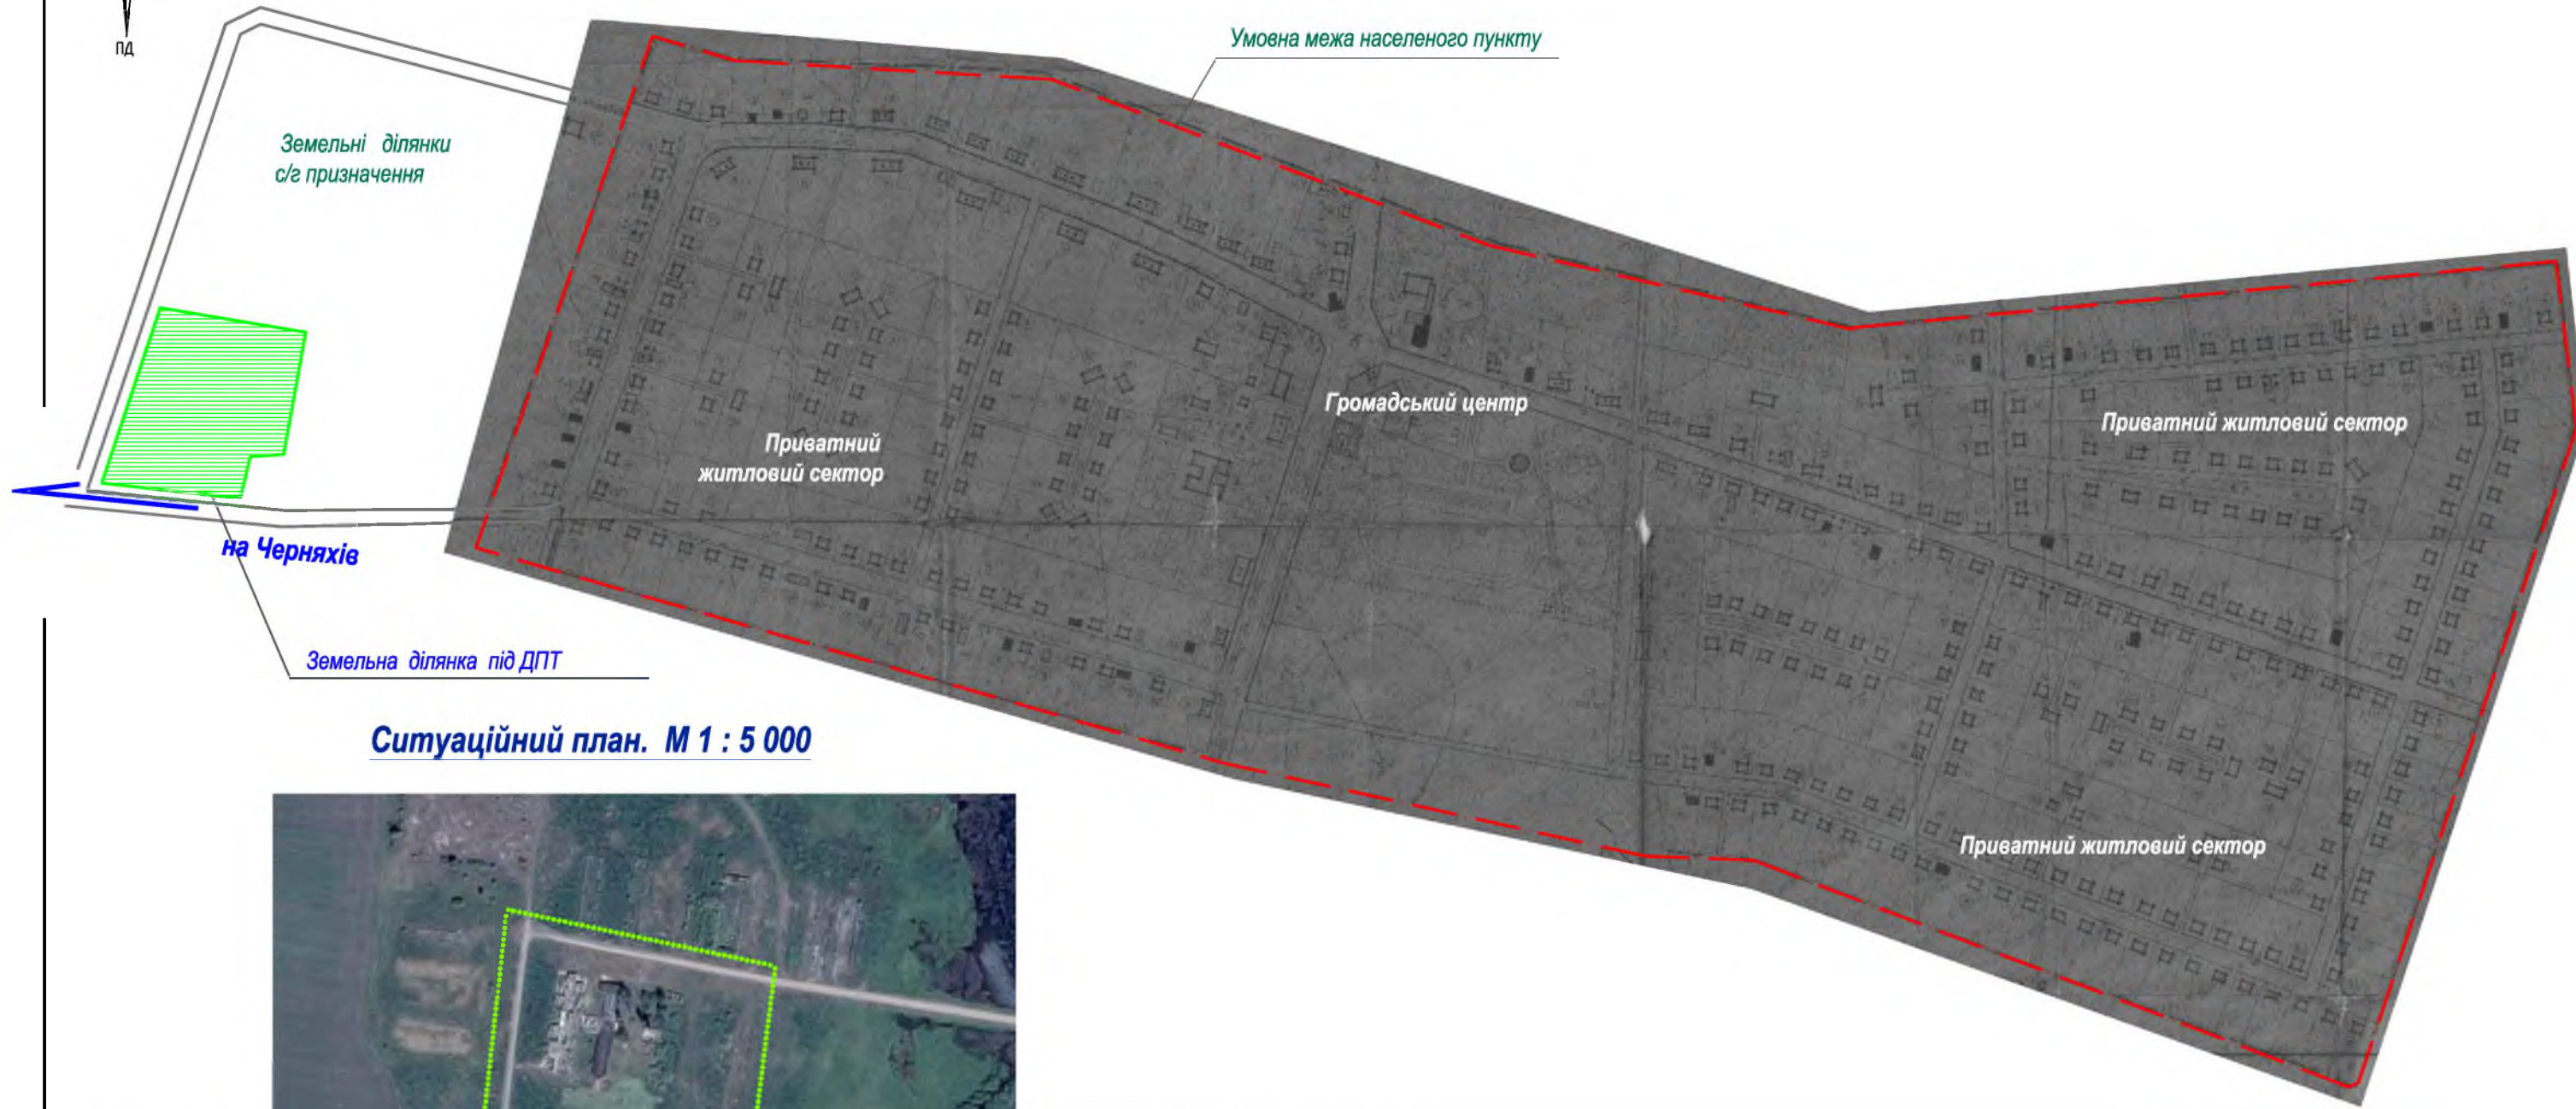 пд
Умовна межа населеного пункту
Земельні ділянки
с/г призначення
Громадський центр
Приватний житловий сектор
Приватний
житловий сектор
на Черняхів
Земельна ділянка під ДПТ
Ситуаційний план. М 1 : 5 000
Приватний житловий сектор